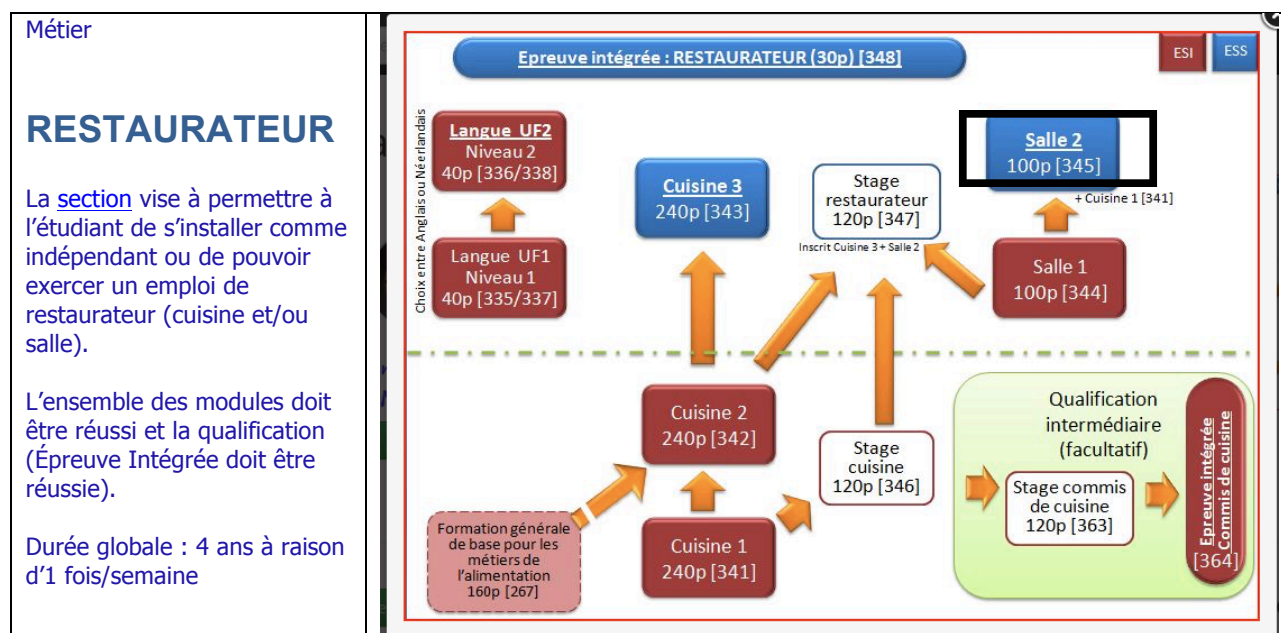 Métier
RESTAURATEUR
La section vise à permettre à
l'étudiant de s'installer comme
indépendant ou de pouvoir
exercer un emploi de
restaurateur (cuisine et/ou
salle).
L'ensemble des modules doit
être réussi et la qualification
(Épreuve Intégrée doit être
réussie).
Durée globale : 4 ans à raison
d'1 fois/semaine
Epreuve intégrée : RESTAURATEUR (30p) [348]
ESI
ESS
Choix entre Anglais ou Néerlandais
Langue UF2
Niveau 2
40p [336/338]
Langue UF1
Niveau 1
40p [335/337]
Cuisine 3
240p [343]
Stage
restaurateur
120p [347]
Inscrit Cuisine 3 + Salle 2
Salle 2
100p [345]
+ Cuisine 1 [341]
Salle 1
100p [344]
Cuisine 2
240p [342]
Stage
cuisine
120p [346]
Formation générale
de base pour les
métiers de
l'alimentation
160p [267]
Cuisine 1
240p [341]
Qualification
intermédiaire
(facultatif)
Stage commis
de cuisine
120p [363]
Epreuve intégrée
Commis de cuisine
[364]